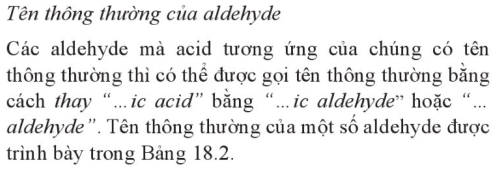 Tên thông thường của aldehyde
Các aldehyde mà acid tương ứng của chúng có tên
thông thường thì có thể được gọi tên thông thường bằng
cách thay “... ic acid” bằng “... ic aldehyde” hoặc “...
aldehyde”. Tên thông thường của một số aldehyde được
trình bày trong Bảng 18.2.